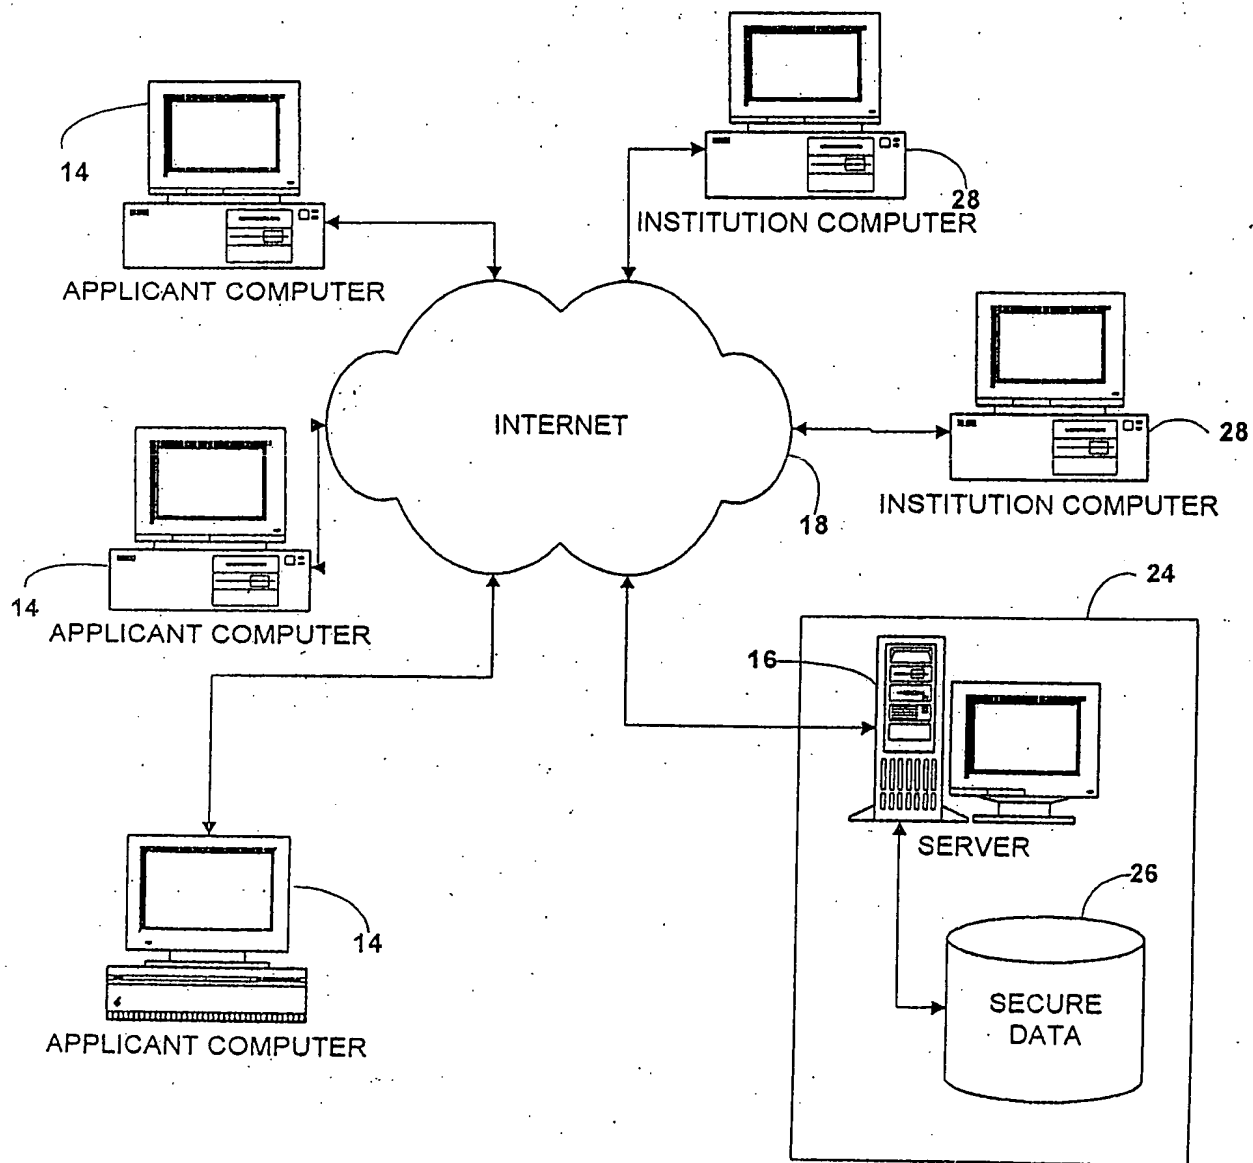 14
APPLICANT COMPUTER
28
INSTITUTION COMPUTER
INTERNET
18
28
INSTITUTION COMPUTER
14
APPLICANT COMPUTER
24
16
SERVER
26
SECURE
DATA
14
APPLICANT COMPUTER